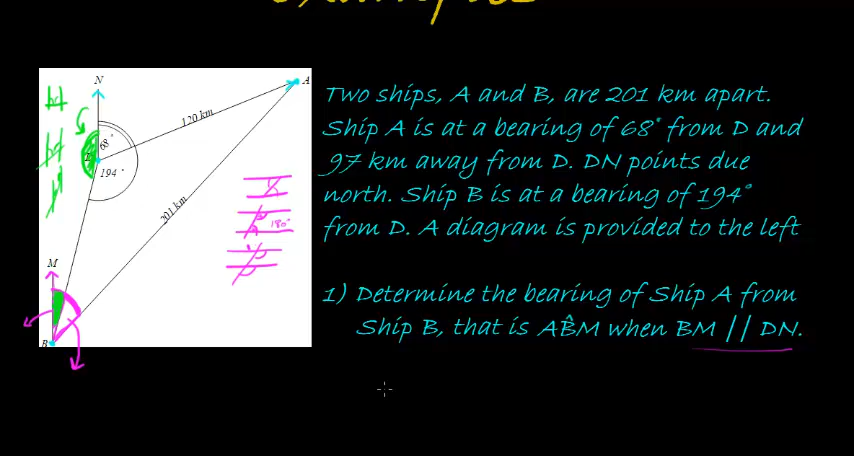 Examples
N
A
120 km
68°
D
194°
201 km
180°
M
B
Two ships, A and B, are 201 km apart.
Ship A is at a bearing of 68° from D and
97 km away from D. DN points due
north. Ship B is at a bearing of 194°
from D. A diagram is provided to the left
1) Determine the bearing of Ship A from
Ship B, that is AB̂M when BM // DN.